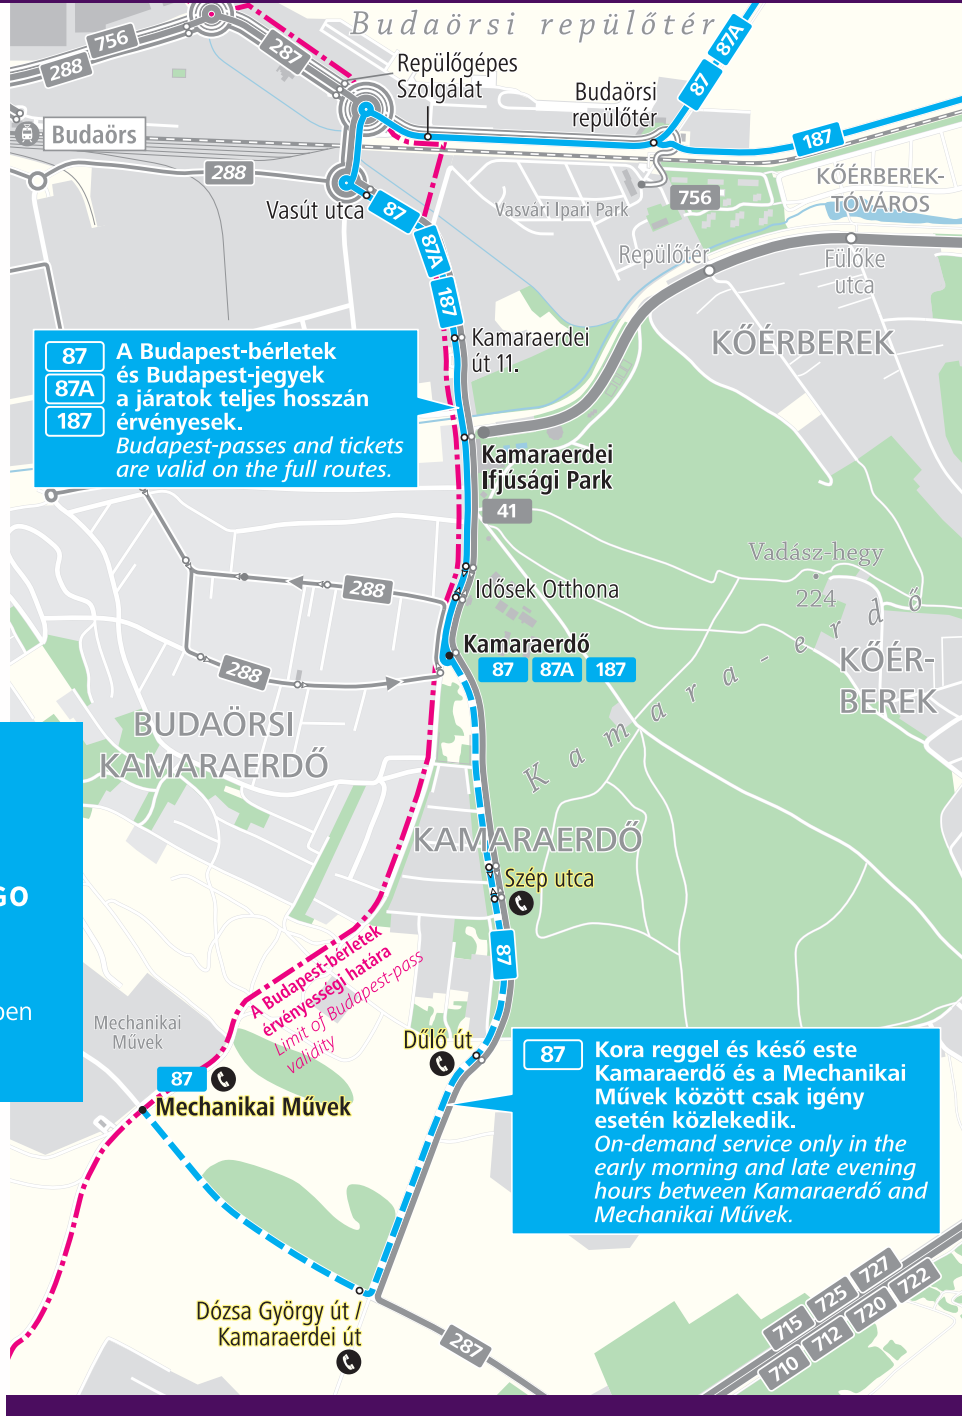 Budaörsi repülőtér
87
87A
756
288
287
Repülőgépes
Szolgálat
Budaörsi
repülőtér
187
Budaörs
288
Vasút utca
87
87A
187
Vasvári Ipari Park
756
KŐÉRBEREK-
TÓVÁROS
Repülőtér
Fülőke
utca
Kamaraerdei
út 11.
KŐÉRBEREK
87
87A
187
A Budapest-bérletek
és Budapest-jegyek
a járatok teljes hosszán
érvényesek.
Budapest-passes and tickets
are valid on the full routes.
Kamaraerdei
Ifjúsági Park
41
Vadász-hegy
224
288
Idősek Otthona
Kamaraerdő
87 87A 187
Kamara-erdő
KŐÉR-
BEREK
288
BUDAÖRSI
KAMARAERDŐ
KAMARAERDŐ
Szép utca
GO
87
A Budapest-bérletek
érvényességi határa
Limit of Budapest-pass
validity
ben
Mechanikai
Művek
Dűlő út
87
Mechanikai Művek
87
Kora reggel és késő este
Kamaraerdő és a Mechanikai
Művek között csak igény
esetén közlekedik.
On-demand service only in the
early morning and late evening
hours between Kamaraerdő and
Mechanikai Művek.
Dózsa György út /
Kamaraerdei út
287
715 725 727
710 712 720 722